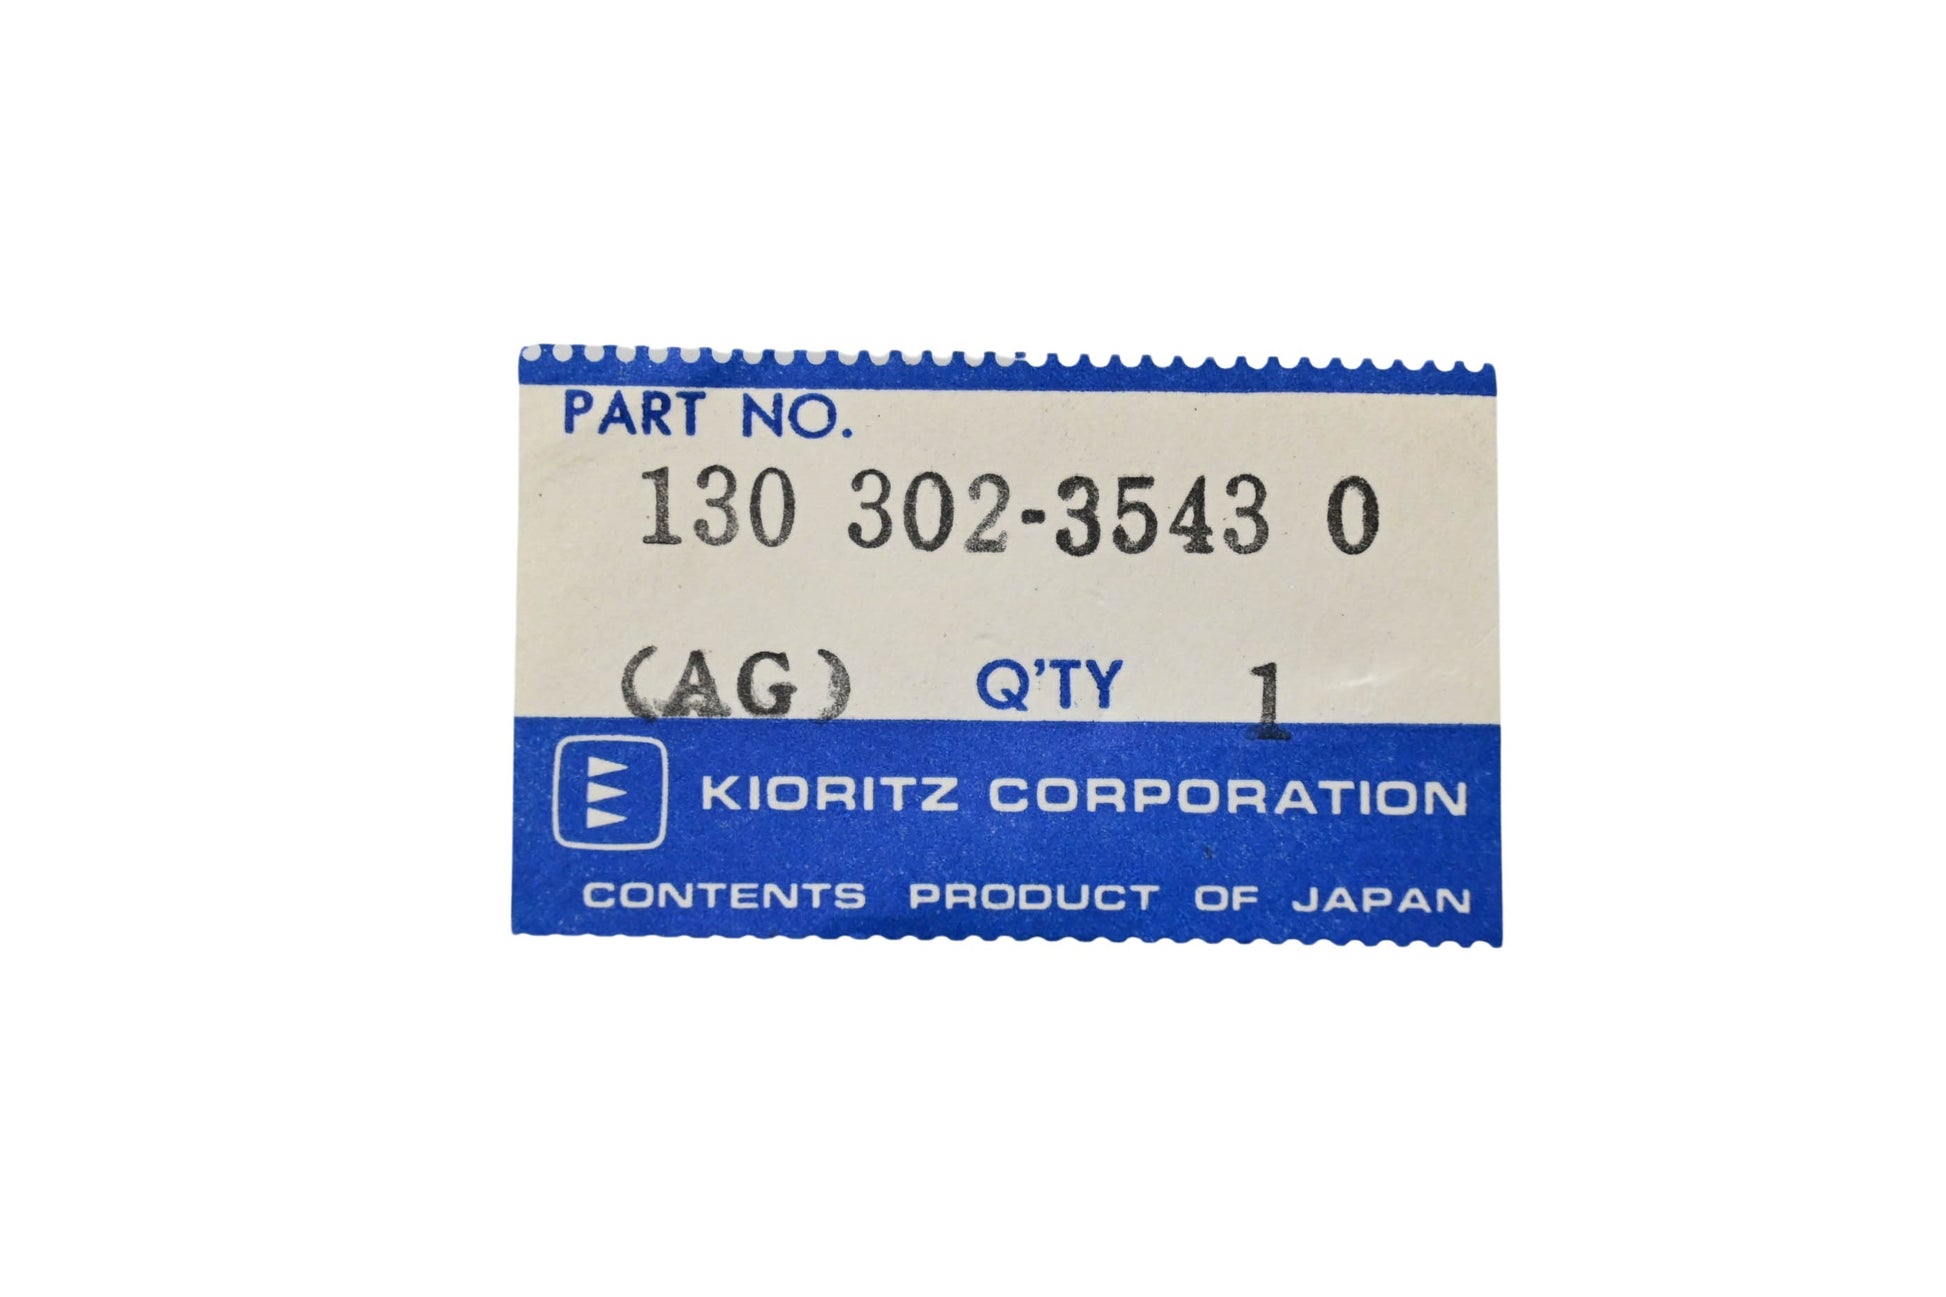 PART NO.
130 302-3543 0
(AG) Q'TY 1
KIORITZ CORPORATION
CONTENTS PRODUCT OF JAPAN